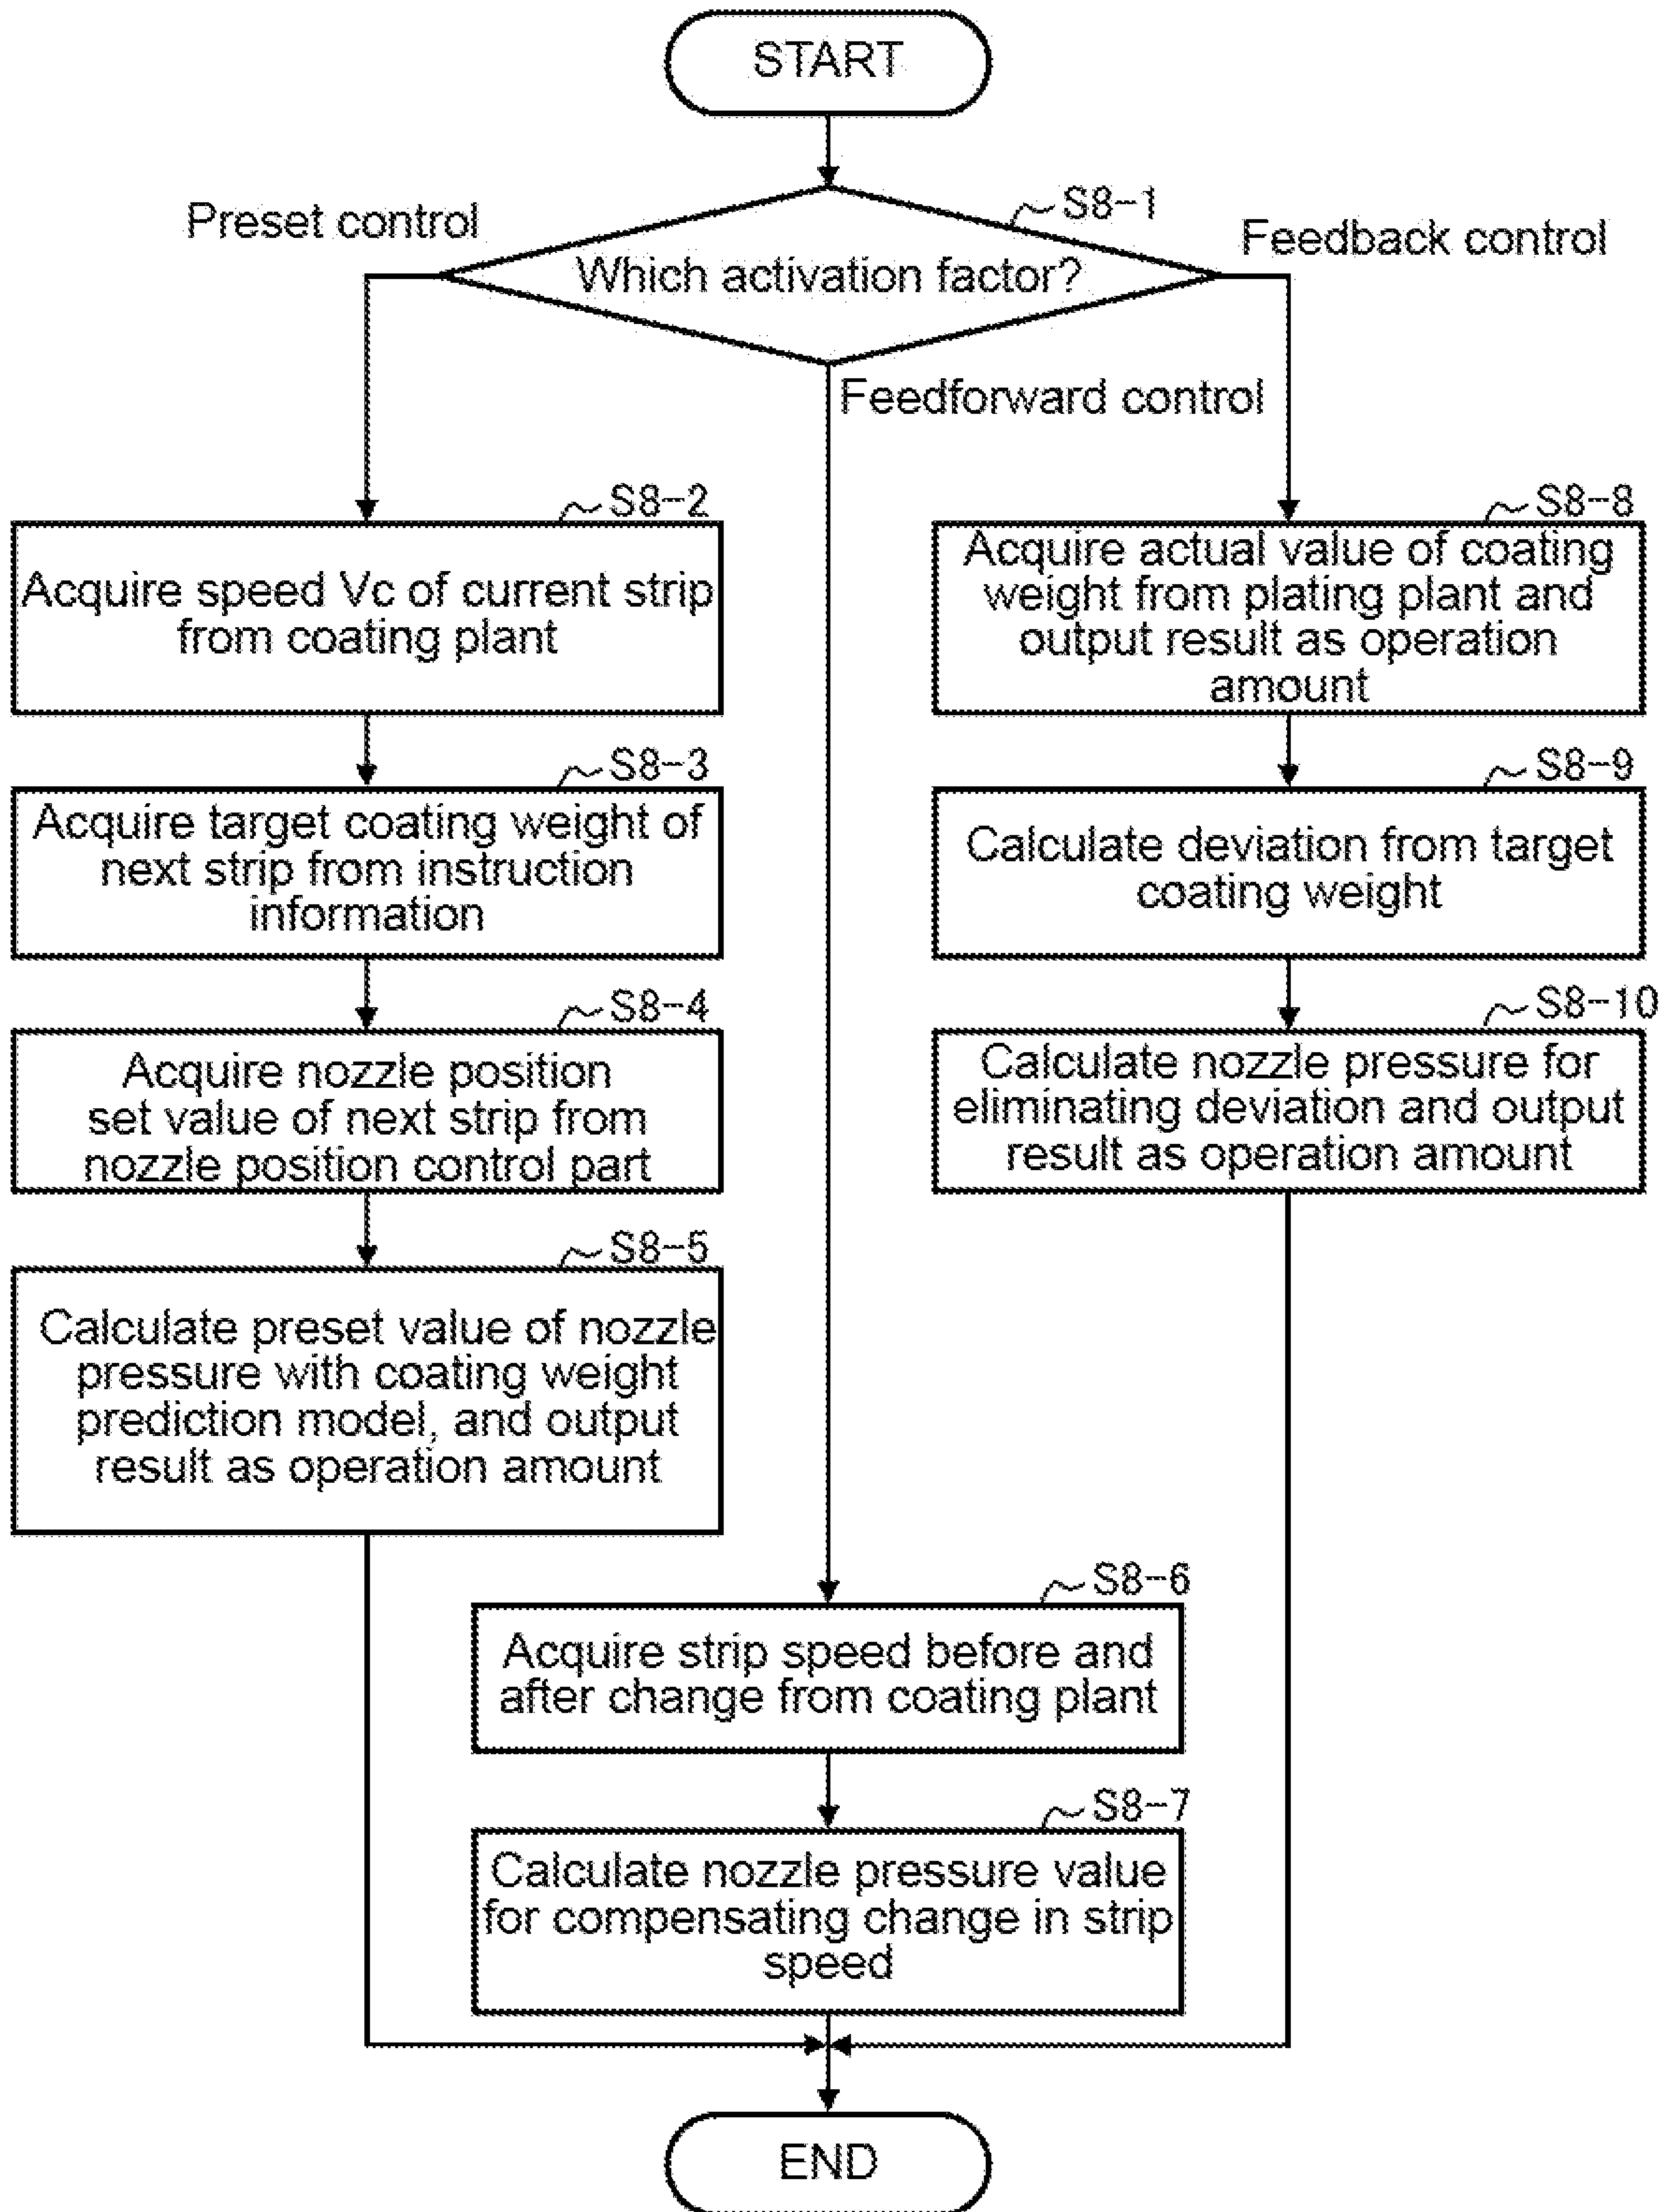 START
S8-1
Preset control
Feedback control
Which activation factor?
Feedforward control
S8-2
Acquire speed Vc of current strip
from coating plant
S8-3
Acquire target coating weight of
next strip from instruction
information
S8-4
Acquire nozzle position
set value of next strip from
nozzle position control part
S8-5
Calculate preset value of nozzle
pressure with coating weight
prediction model, and output
result as operation amount
S8-6
Acquire strip speed before and
after change from coating plant
S8-7
Calculate nozzle pressure value
for compensating change in strip
speed
S8-8
Acquire actual value of coating
weight from plating plant and
output result as operation
amount
S8-9
Calculate deviation from target
coating weight
S8-10
Calculate nozzle pressure for
eliminating deviation and output
result as operation amount
END